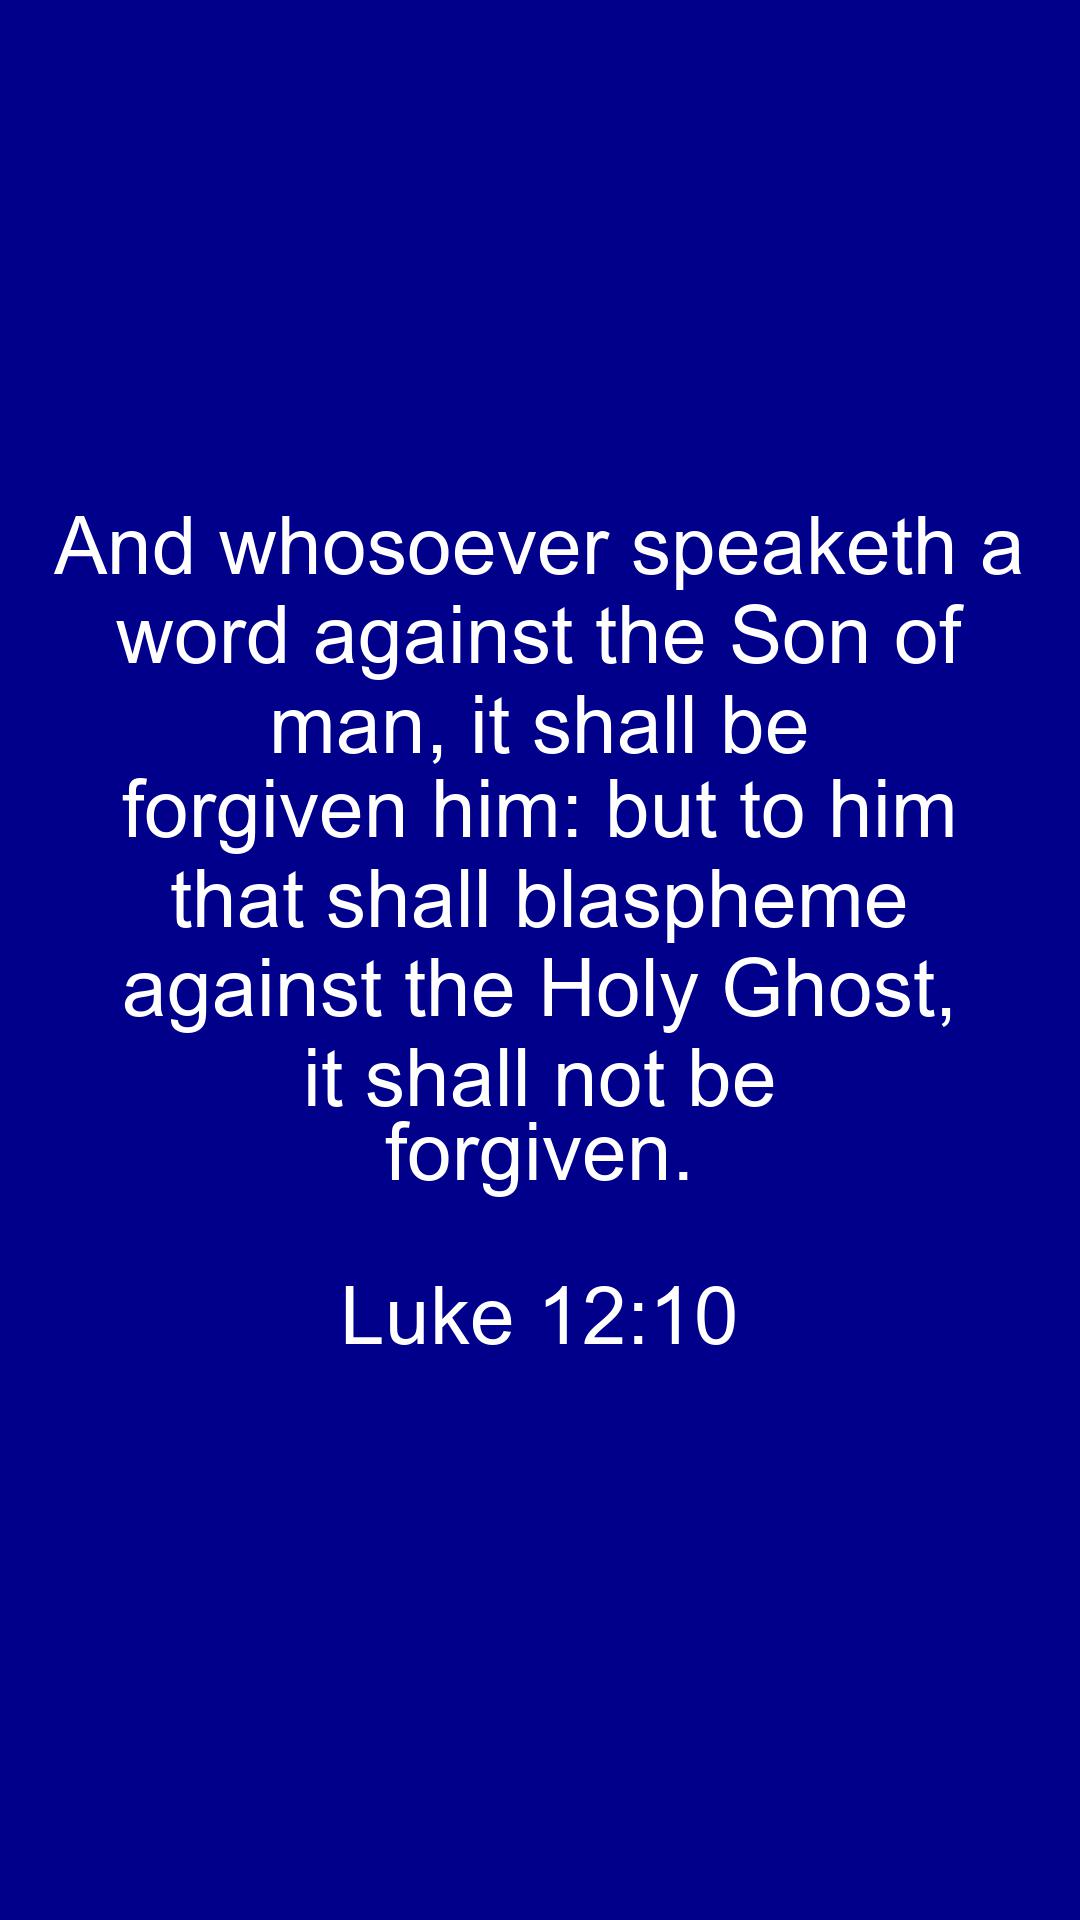 And whosoever speaketh a
word against the Son of
man, it shall be
forgiven him: but to him
that shall blaspheme
against the Holy Ghost,
it shall not be
forgiven.
Luke 12:10